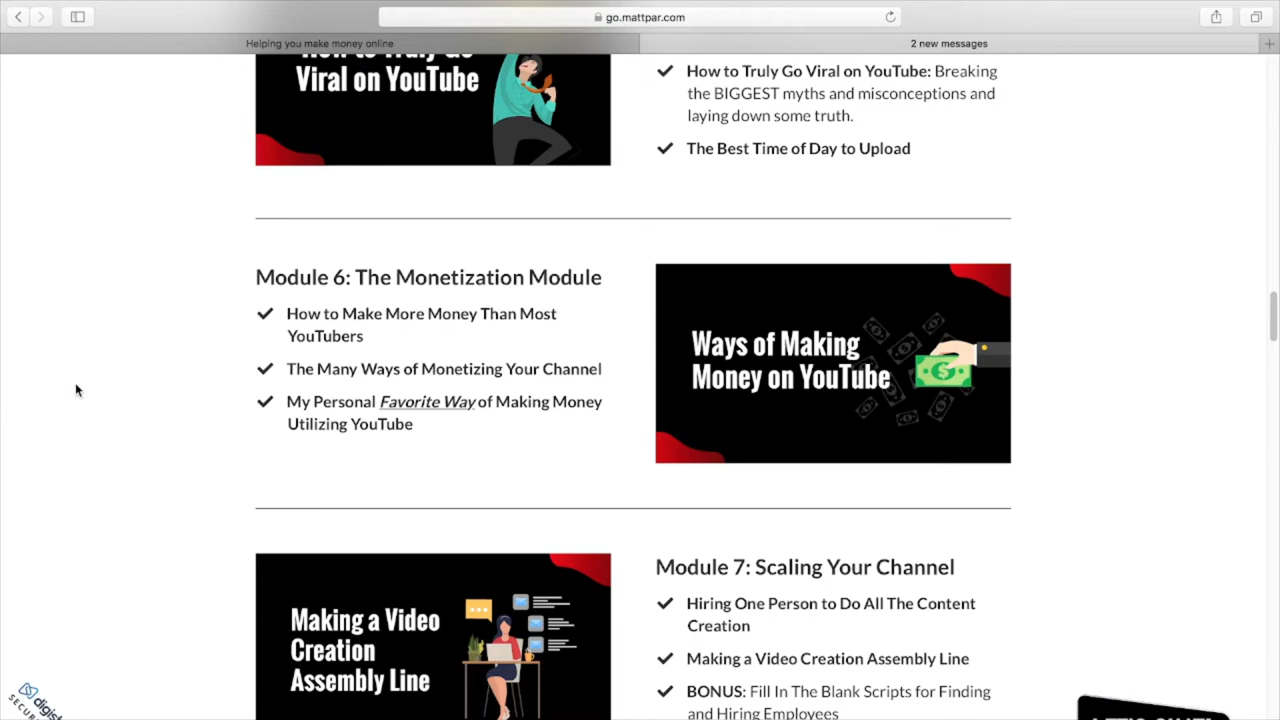 go.mattpar.com
Helping you make money online
2 new messages
Viral on YouTube
How to Truly Go Viral on YouTube: Breaking
the BIGGEST myths and misconceptions and
laying down some truth.
The Best Time of Day to Upload
Module 6: The Monetization Module
How to Make More Money Than Most
YouTubers
The Many Ways of Monetizing Your Channel
My Personal Favorite Way of Making Money
Utilizing YouTube
Ways of Making
Money on YouTube
Making a Video
Creation
Assembly Line
Module 7: Scaling Your Channel
Hiring One Person to Do All The Content
Creation
Making a Video Creation Assembly Line
BONUS: Fill In The Blank Scripts for Finding
and Hiring Employees